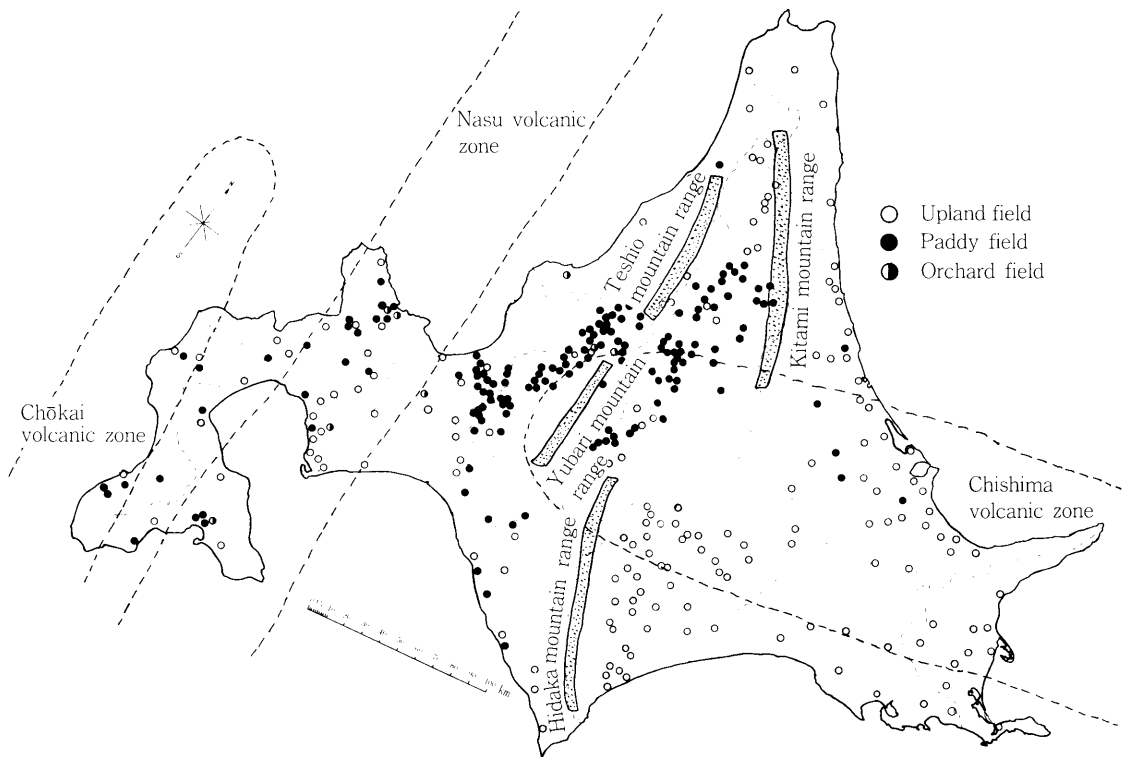 Nasu volcanic
zone
Teshio
mountain range
Kitami mountain range
Upland field
Paddy field
Orchard field
Chōkai
volcanic zone
Yubari mountain
range
Chishima
volcanic zone
Hidaka mountain range
N
S
100 km